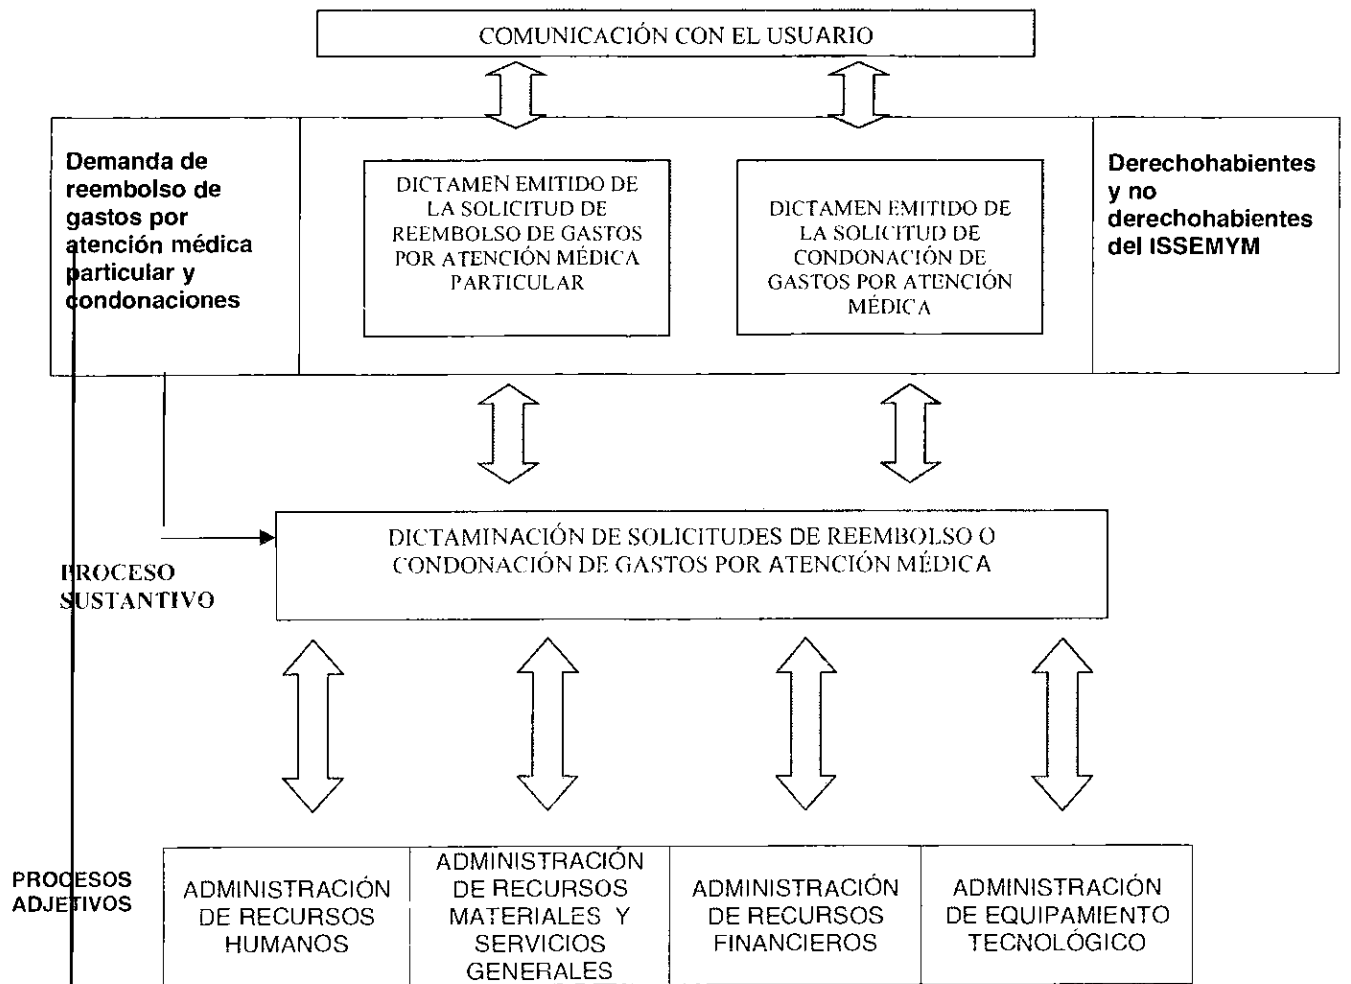 COMUNICACIÓN CON EL USUARIO
Demanda de
reembolso de
gastos por
atención médica
particular y
condonaciones
DICTAMEN EMITIDO DE
LA SOLICITUD DE
REEMBOLSO DE GASTOS
POR ATENCIÓN MÉDICA
PARTICULAR
DICTAMEN EMITIDO DE
LA SOLICITUD DE
CONDONACIÓN DE
GASTOS POR ATENCIÓN
MÉDICA
Derechohabientes
y no
derechohabientes
del ISSEMYM
DICTAMINACIÓN DE SOLICITUDES DE REEMBOLSO O
CONDONACIÓN DE GASTOS POR ATENCIÓN MÉDICA
PROCESO
SUSTANTIVO
PROCESOS
ADJETIVOS
ADMINISTRACIÓN
DE RECURSOS
HUMANOS
ADMINISTRACIÓN
DE RECURSOS
MATERIALES Y
SERVICIOS
GENERALES
ADMINISTRACIÓN
DE RECURSOS
FINANCIEROS
ADMINISTRACIÓN
DE EQUIPAMIENTO
TECNOLÓGICO